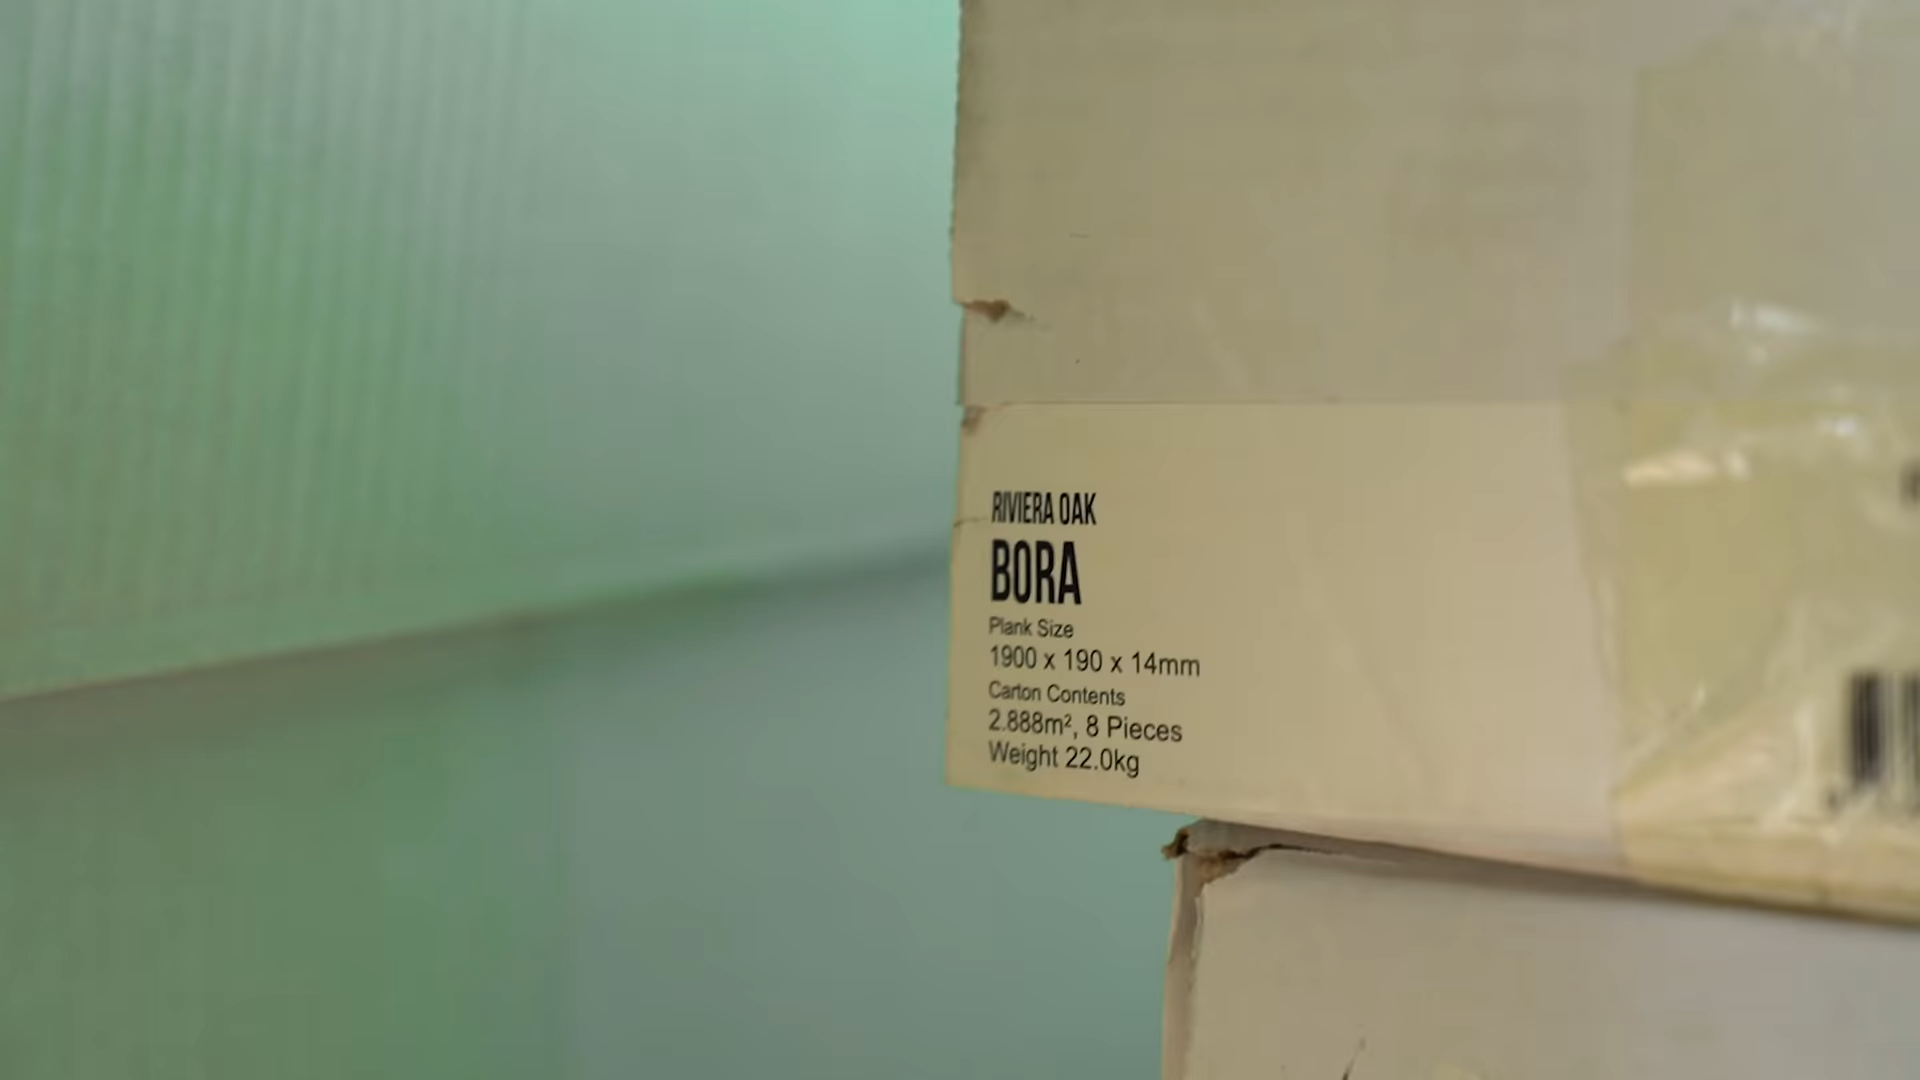 RIVIERA OAK
BORA
Plank Size
1900 x 190 x 14mm
Carton Contents
2.888m², 8 Pieces
Weight 22.0kg